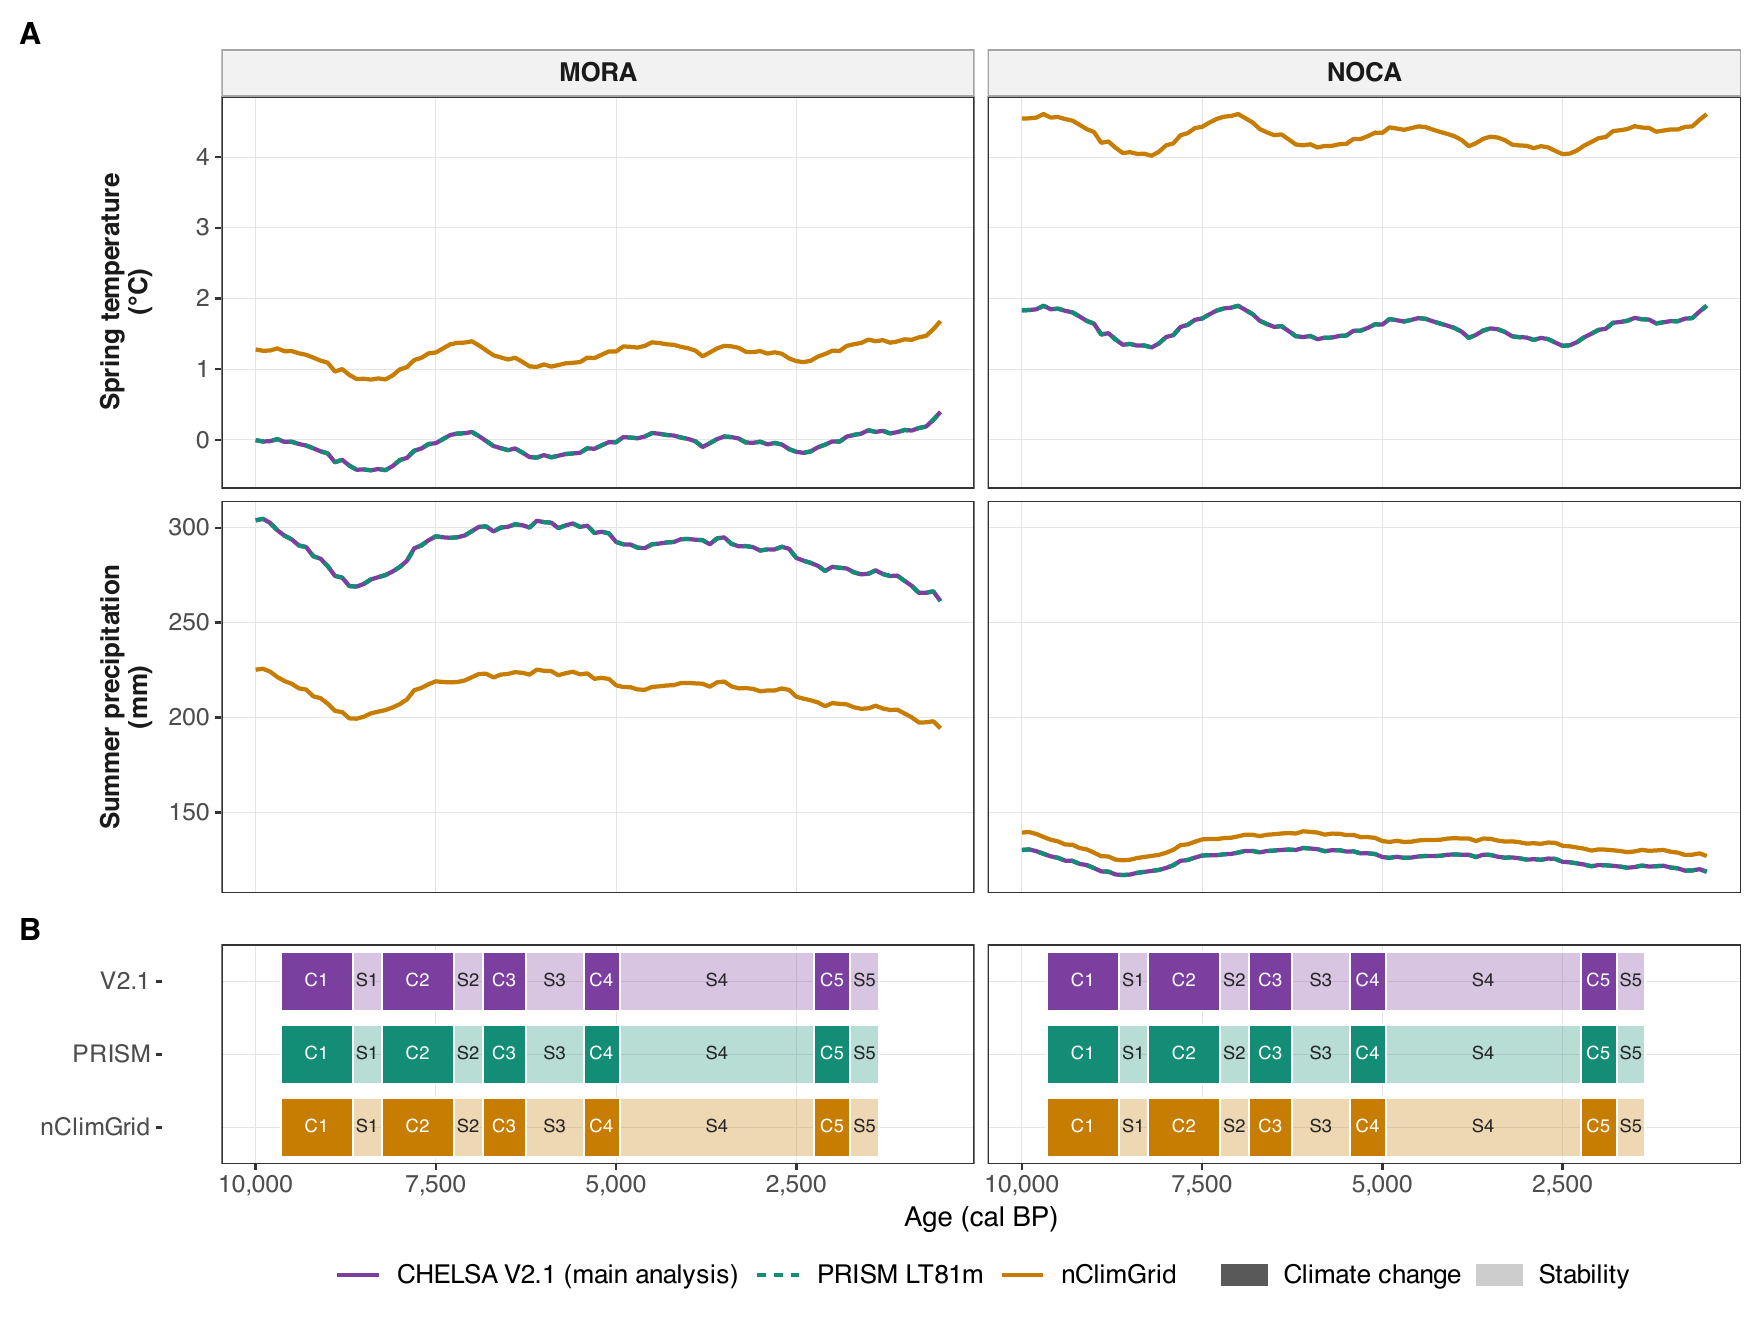 A
MORA
NOCA
Spring temperature
(°C)
4
3
2
1
0
Summer precipitation
(mm)
300
250
200
150
B
V2.1
C1 S1 C2 S2 C3 S3 C4 S4 C5 S5
C1 S1 C2 S2 C3 S3 C4 S4 C5 S5
PRISM
C1 S1 C2 S2 C3 S3 C4 S4 C5 S5
C1 S1 C2 S2 C3 S3 C4 S4 C5 S5
nClimGrid
C1 S1 C2 S2 C3 S3 C4 S4 C5 S5
C1 S1 C2 S2 C3 S3 C4 S4 C5 S5
10,000 7,500 5,000 2,500
10,000 7,500 5,000 2,500
Age (cal BP)
CHELSA V2.1 (main analysis) PRISM LT81m nClimGrid Climate change Stability